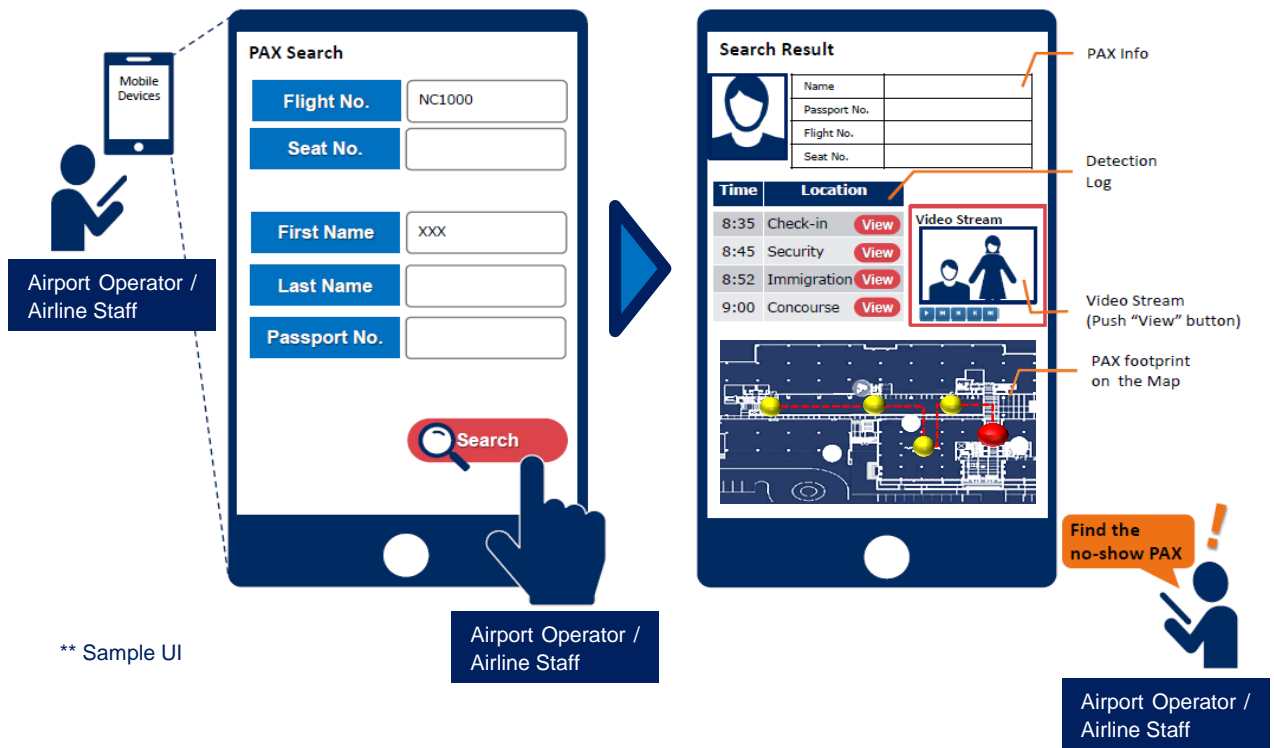 Mobile
Devices
Airport Operator /
Airline Staff
PAX Search
Flight No.
NC1000
Seat No.
First Name
XXX
Last Name
Passport No.
Search
Airport Operator /
Airline Staff
** Sample UI
Search Result
Name
Passport No.
Flight No.
Seat No.
Time Location
8:35 Check-in View
8:45 Security View
8:52 Immigration View
9:00 Concourse View
Video Stream
PAX Info
Detection
Log
Video Stream
(Push “View” button)
PAX footprint
on the Map
Find the
no-show PAX
!
Airport Operator /
Airline Staff